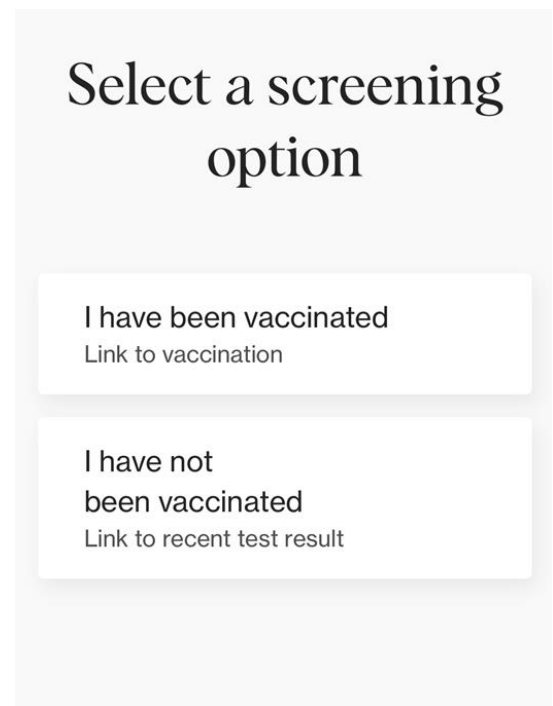 Select a screening
option
I have been vaccinated
Link to vaccination
I have not
been vaccinated
Link to recent test result